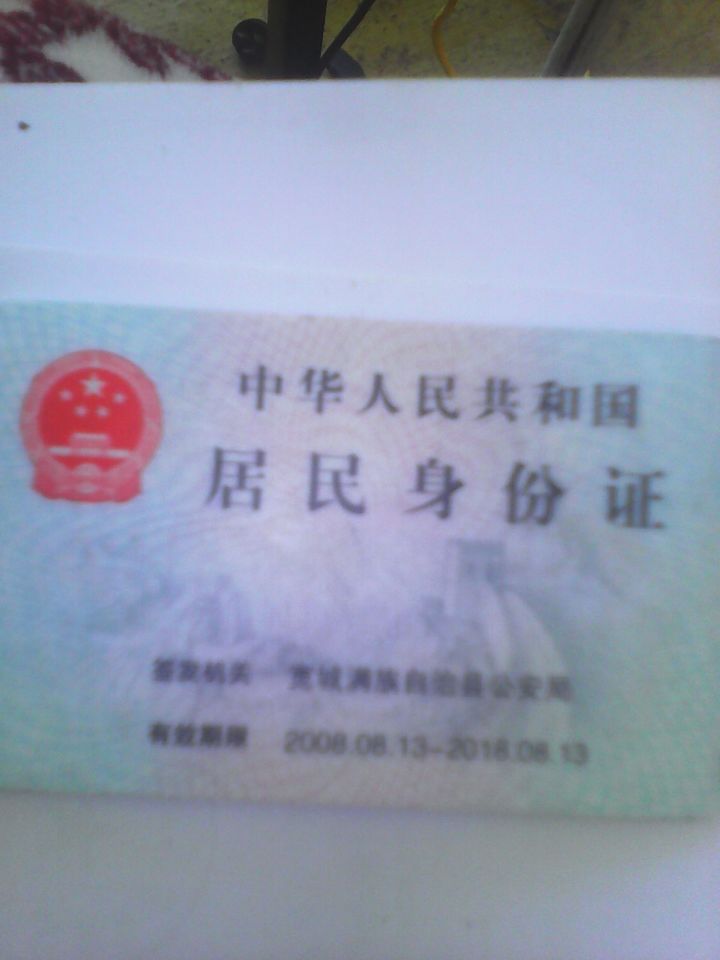 中华人民共和国
居民身份证
签发机关 宽城满族自治县公安局
有效期限 2008.08.13-2018.08.13